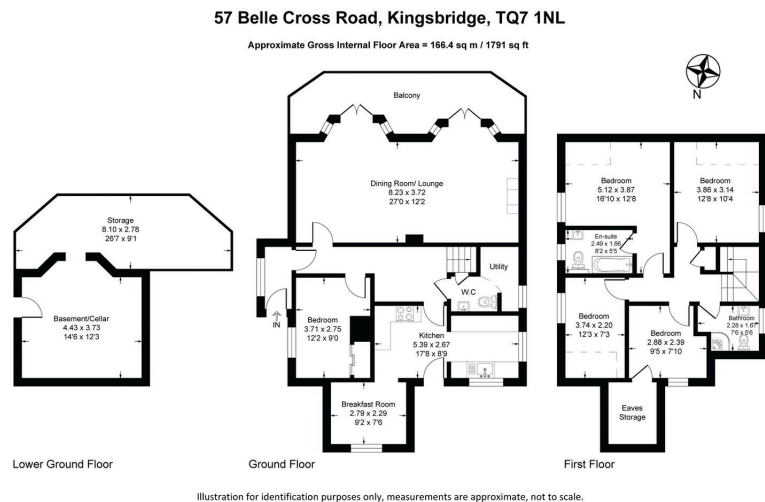 57 Belle Cross Road, Kingsbridge, TQ7 1NL
Approximate Gross Internal Floor Area = 166.4 sq m / 1791 sq ft
N
Storage
8.10 x 2.78
26'7 x 9'1
Basement/Cellar
4.43 x 3.73
14'6 x 12'3
Lower Ground Floor
Balcony
Dining Room/ Lounge
8.23 x 3.72
27'0 x 12'2
Utility
W.C
IN
Bedroom
3.71 x 2.75
12'2 x 9'0
Kitchen
5.39 x 2.67
17'8 x 8'9
Breakfast Room
2.79 x 2.29
9'2 x 7'6
Ground Floor
Bedroom
5.12 x 3.87
16'10 x 12'8
Bedroom
3.86 x 3.14
12'8 x 10'4
En-suite
2.49 x 1.66
8'2 x 5'5
Bedroom
3.74 x 2.20
12'3 x 7'3
Bedroom
2.88 x 2.39
9'5 x 7'10
Bathroom
2.28 x 1.67
7'6 x 5'6
Eaves
Storage
First Floor
Illustration for identification purposes only, measurements are approximate, not to scale.